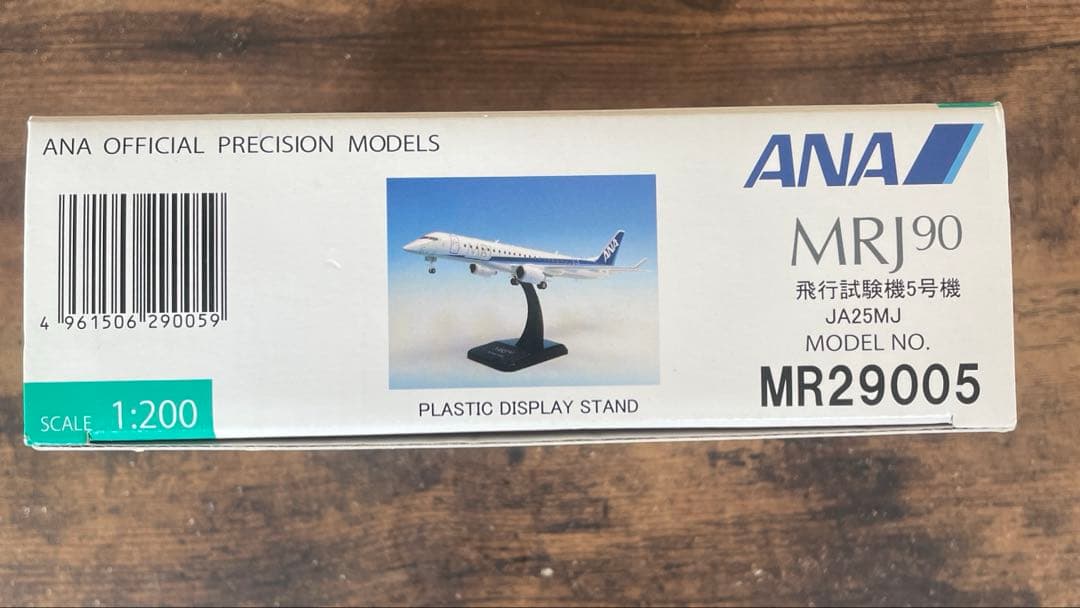 ANA OFFICIAL PRECISION MODELS
4 961506 290059
SCALE 1:200
ANA
PLASTIC DISPLAY STAND
ANA
MRJ90
飛行試験機5号機
JA25MJ
MODEL NO.
MR29005